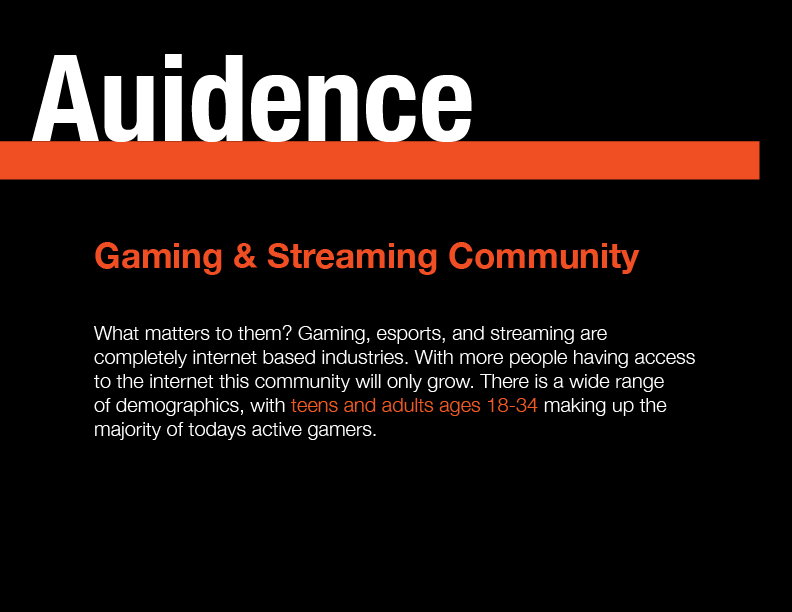 Auidence
Gaming & Streaming Community
What matters to them? Gaming, esports, and streaming are
completely internet based industries. With more people having access
to the internet this community will only grow. There is a wide range
of demographics, with teens and adults ages 18-34 making up the
majority of todays active gamers.